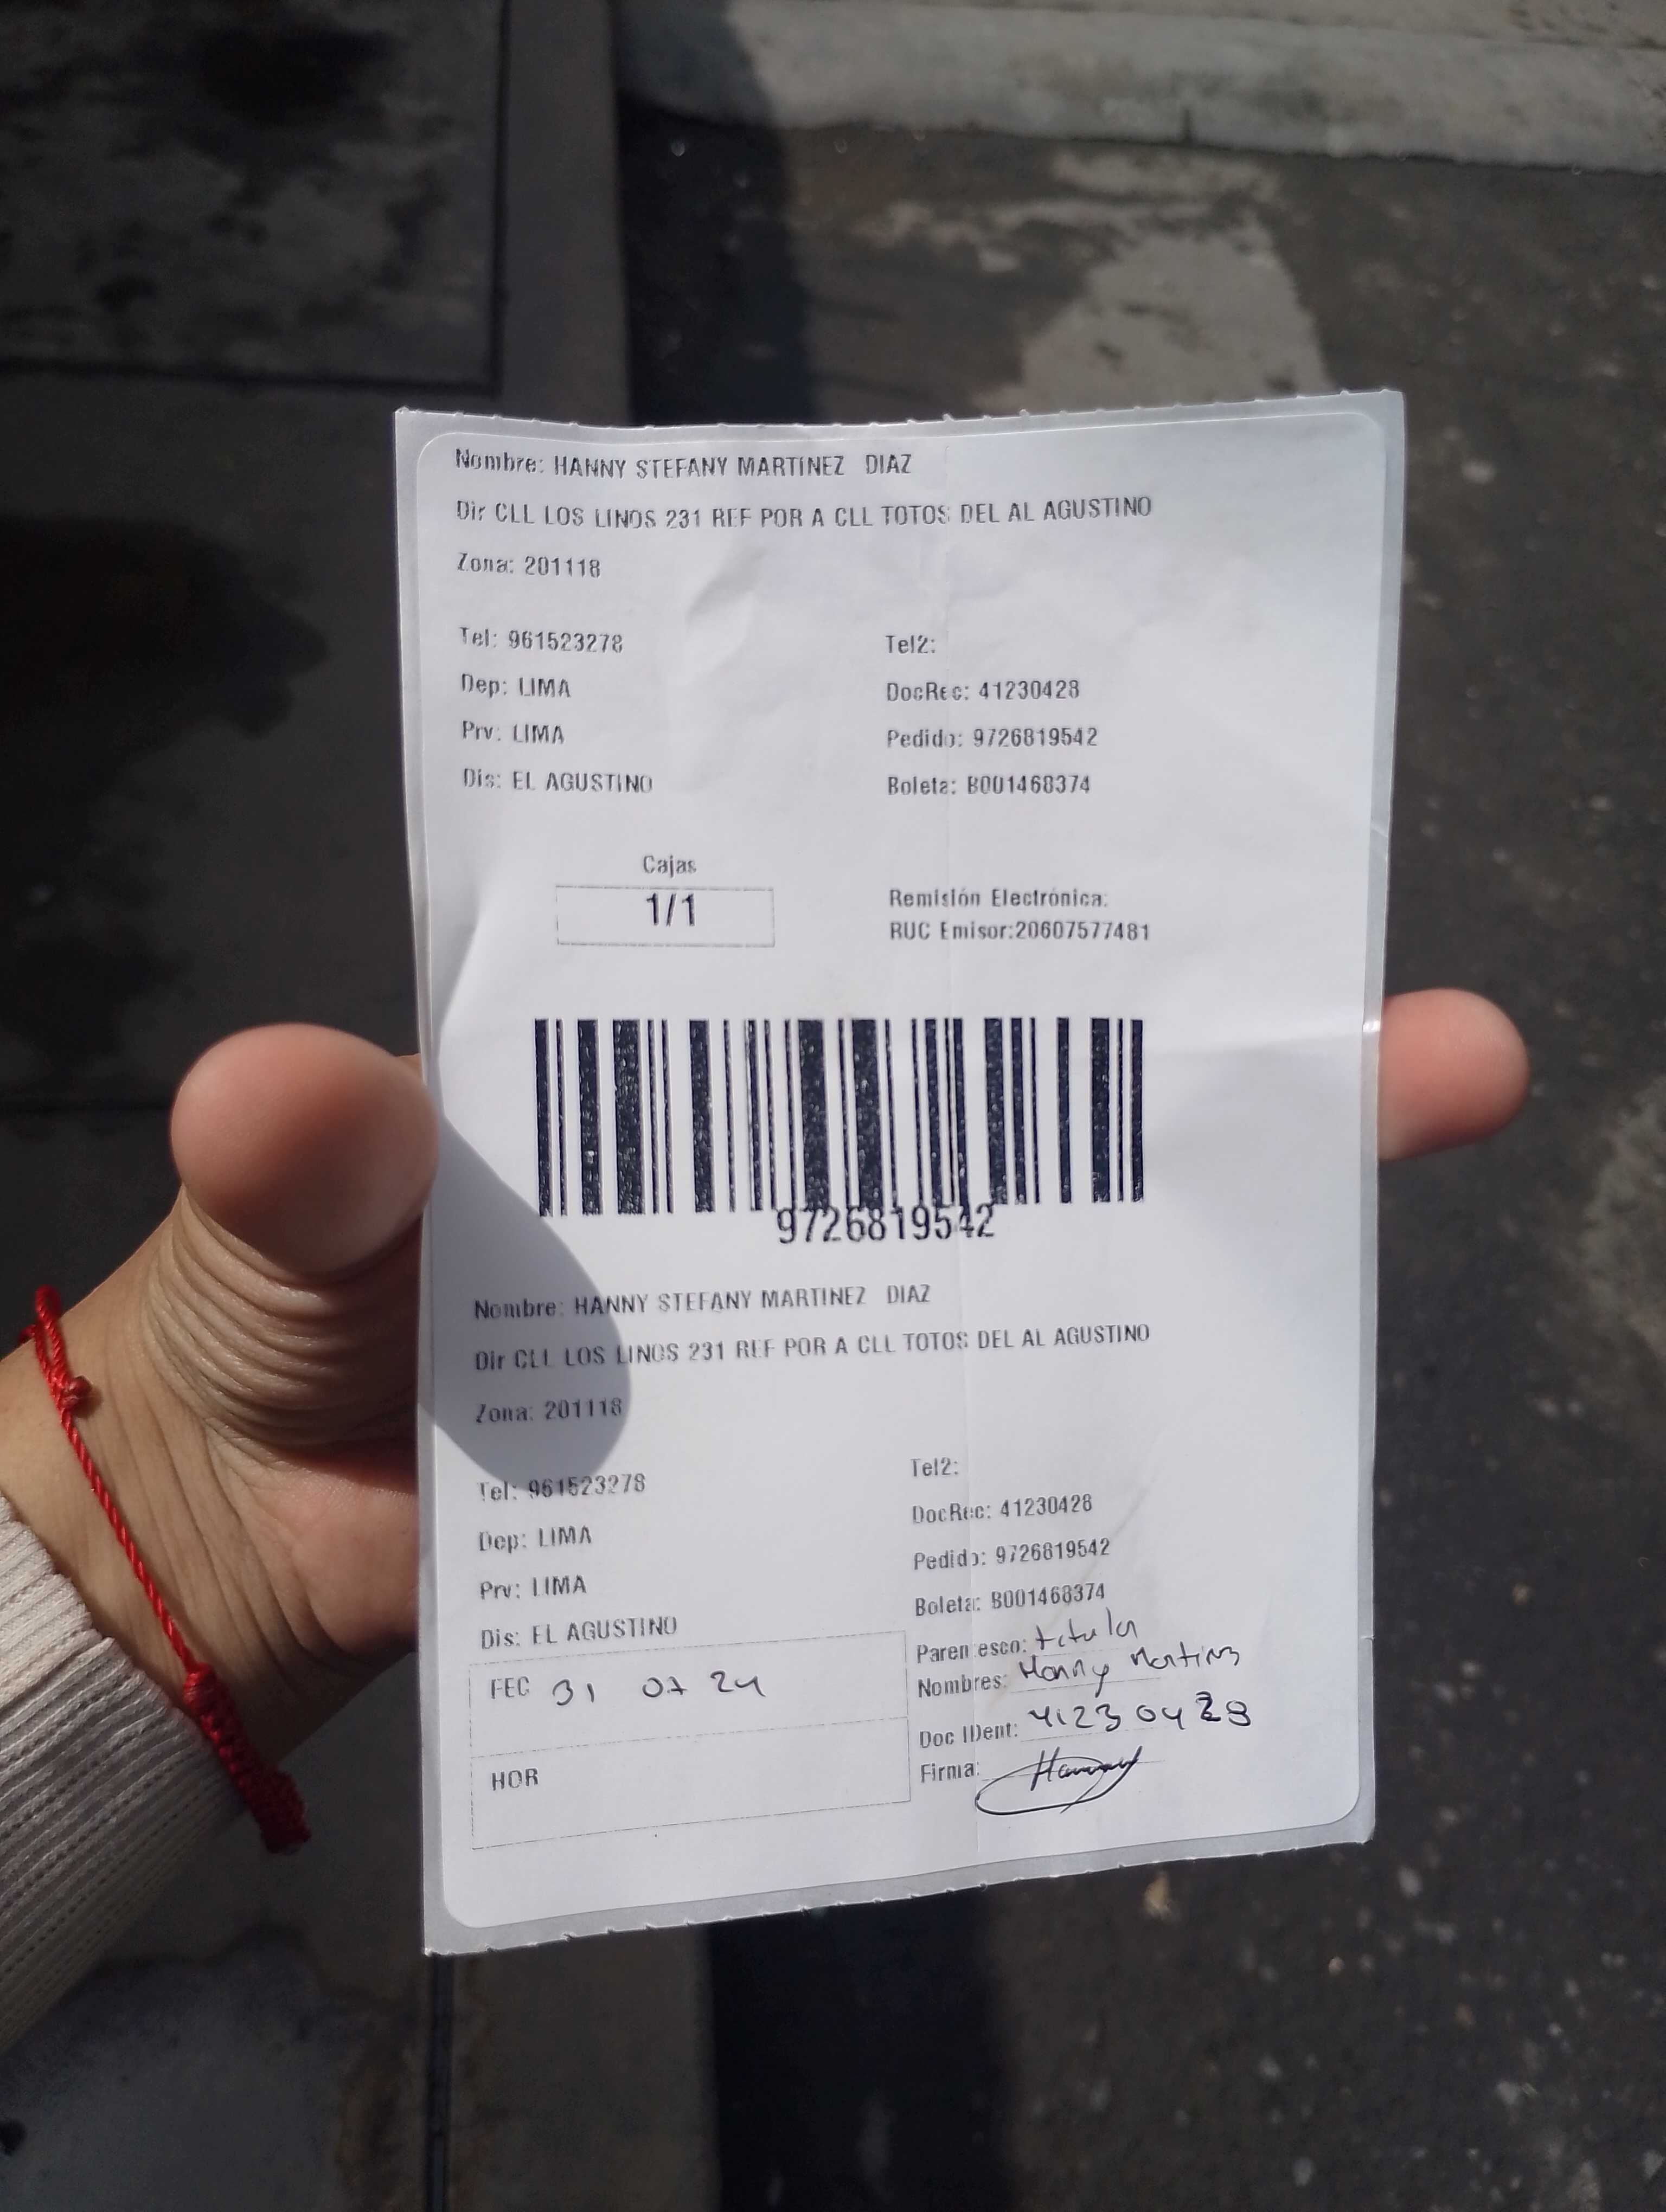 Nombre: HANNY STEFANY MARTINEZ DIAZ
Dir CLL LOS LINOS 231 REF POR A CLL TOTOS DEL AL AGUSTINO
Zona: 201118
Tel: 961523278
Tel2:
Dep: LIMA
DocRec: 41230428
Prv: LIMA
Pedido: 9726819542
Dis: EL AGUSTINO
Boleta: B001468374
Cajas
1/1
Remisión Electrónica:
RUC Emisor:20607577481
9726819542
Nombre: HANNY STEFANY MARTINEZ DIAZ
Dir CLL LOS LINOS 231 REF POR A CLL TOTOS DEL AL AGUSTINO
Zona: 201118
Tel: 961523278
Tel2:
Dep: LIMA
DocRec: 41230428
Prv: LIMA
Pedido: 9726819542
Dis: EL AGUSTINO
Boleta: B001468374
Parentesco: titular
FEC 31 07 24
Nombres: Hanny Martinez
Doc IDent: 41230428
HOR
Firma: Hanny